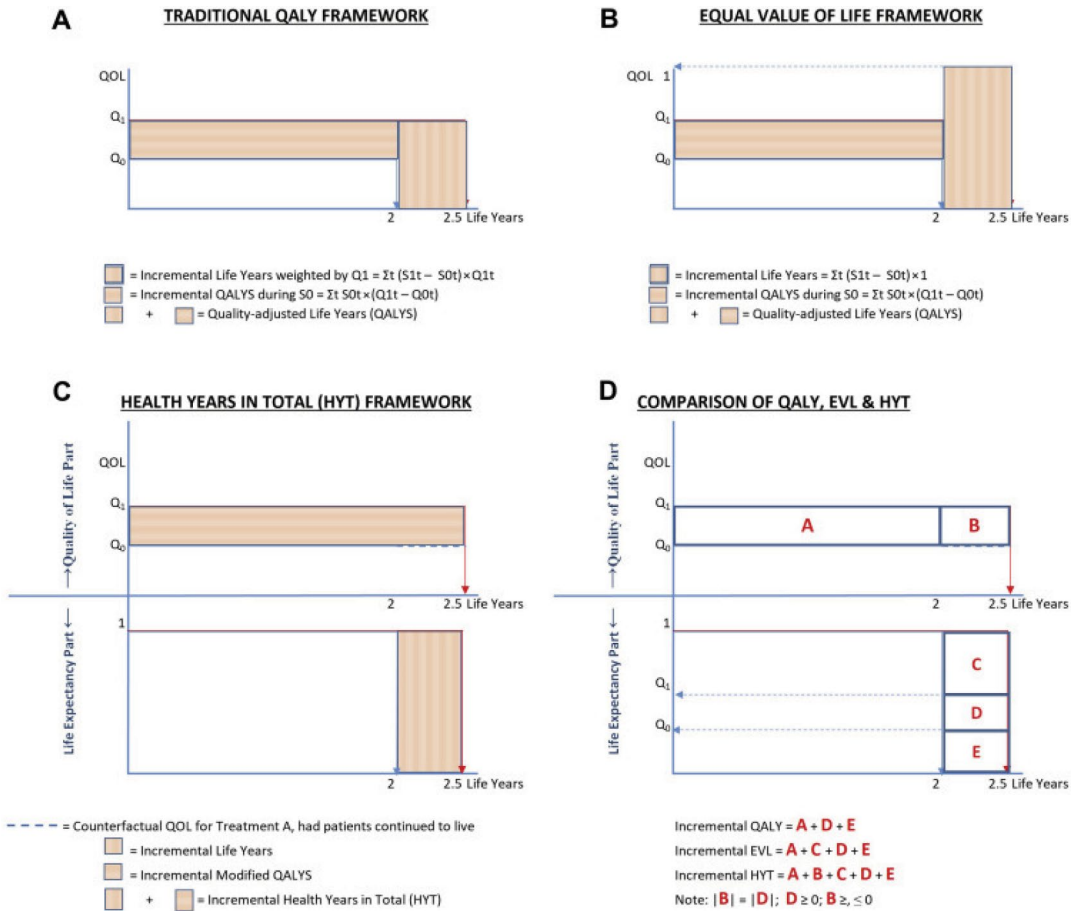 A
TRADITIONAL QALY FRAMEWORK
QOL
Q1
Q0
2
2.5 Life Years
= Incremental Life Years weighted by Q1 = Σt (S1t – S0t)×Q1t
= Incremental QALYS during S0 = Σt S0t×(Q1t – Q0t)
+ = Quality-adjusted Life Years (QALYS)
B
EQUAL VALUE OF LIFE FRAMEWORK
QOL 1
Q1
Q0
2
2.5 Life Years
= Incremental Life Years = Σt (S1t – S0t)×1
= Incremental QALYS during S0 = Σt S0t×(Q1t – Q0t)
+ = Quality-adjusted Life Years (QALYS)
C
HEALTH YEARS IN TOTAL (HYT) FRAMEWORK
→Quality of Life Part
QOL
Q1
Q0
2
2.5 Life Years
Life Expectancy Part ←
1
2
2.5 Life Years
= Counterfactual QOL for Treatment A, had patients continued to live
= Incremental Life Years
= Incremental Modified QALYS
+ = Incremental Health Years in Total (HYT)
D
COMPARISON OF QALY, EVL & HYT
→Quality of Life Part
QOL
Q1
A
B
Q0
2
2.5 Life Years
Life Expectancy Part ←
1
C
Q1
D
Q0
E
2
2.5 Life Years
Incremental QALY = A + D + E
Incremental EVL = A + C + D + E
Incremental HYT = A + B + C + D + E
Note: |B| = |D|; D ≥ 0; B ≥, ≤ 0